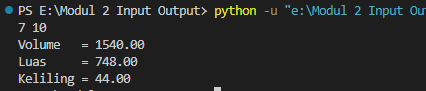 PS E:\Modul 2 Input Output> python -u "e:\Modul 2 Input Ou
7 10
Volume = 1540.00
Luas = 748.00
Keliling = 44.00